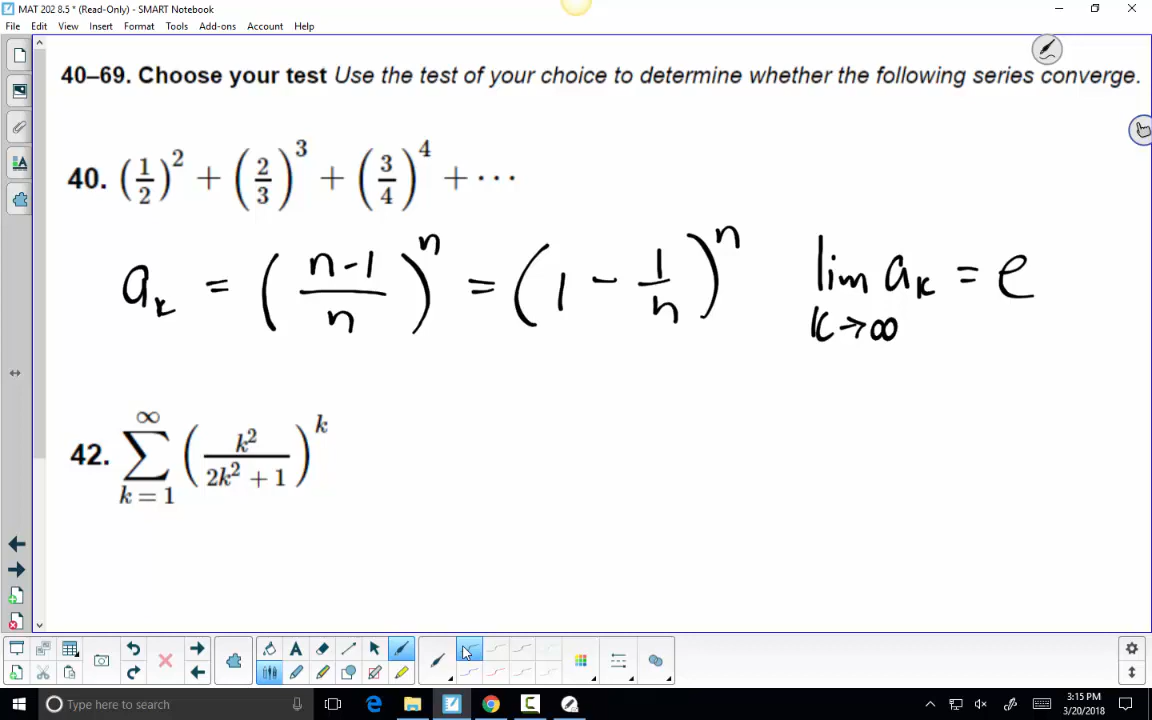 MAT 202 8.5 * (Read-Only) - SMART Notebook
File Edit View Insert Format Tools Add-ons Account Help
40–69. Choose your test Use the test of your choice to determine whether the following series converge.
40. (1/2)^2 + (2/3)^3 + (3/4)^4 + ⋯
a_k = ((n-1)/n)^n = (1 - 1/n)^n lim_{k→∞} a_k = e
42. ∑_{k=1}^{∞} (k^2/(2k^2 + 1))^k
Type here to search
3:15 PM
3/20/2018